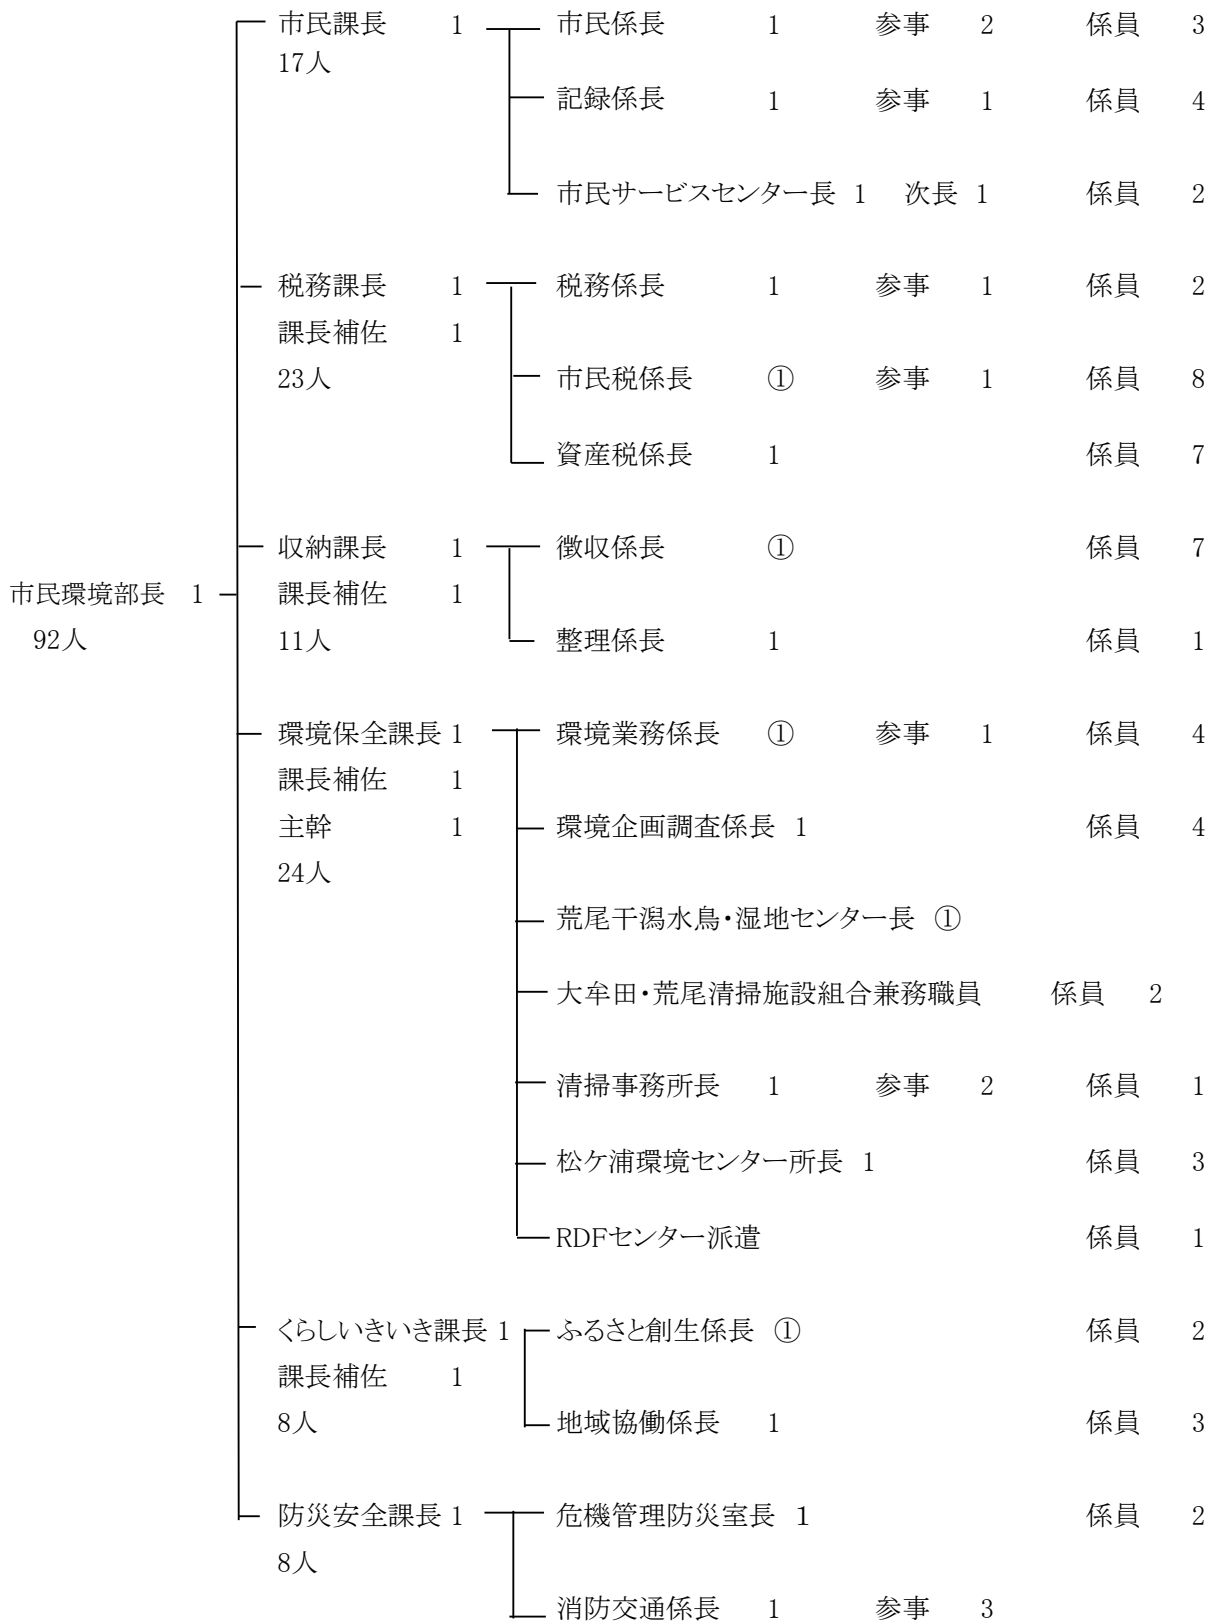 市民課長 1 市民係長 1 参事 2 係員 3
17人
記録係長 1 参事 1 係員 4
市民サービスセンター長 1 次長 1 係員 2
税務課長 1 税務係長 1 参事 1 係員 2
課長補佐 1
23人 市民税係長 ① 参事 1 係員 8
資産税係長 1 係員 7
収納課長 1 徴収係長 ① 係員 7
市民環境部長 1 課長補佐 1
92人 11人 整理係長 1 係員 1
環境保全課長 1 環境業務係長 ① 参事 1 係員 4
課長補佐 1
主幹 1 環境企画調査係長 1 係員 4
24人
荒尾干潟水鳥・湿地センター長 ①
大牟田・荒尾清掃施設組合兼務職員 係員 2
清掃事務所長 1 参事 2 係員 1
松ケ浦環境センター所長 1 係員 3
RDFセンター派遣 係員 1
くらしいきいき課長 1 ふるさと創生係長 ① 係員 2
課長補佐 1
8人 地域協働係長 1 係員 3
防災安全課長 1 危機管理防災室長 1 係員 2
8人
消防交通係長 1 参事 3